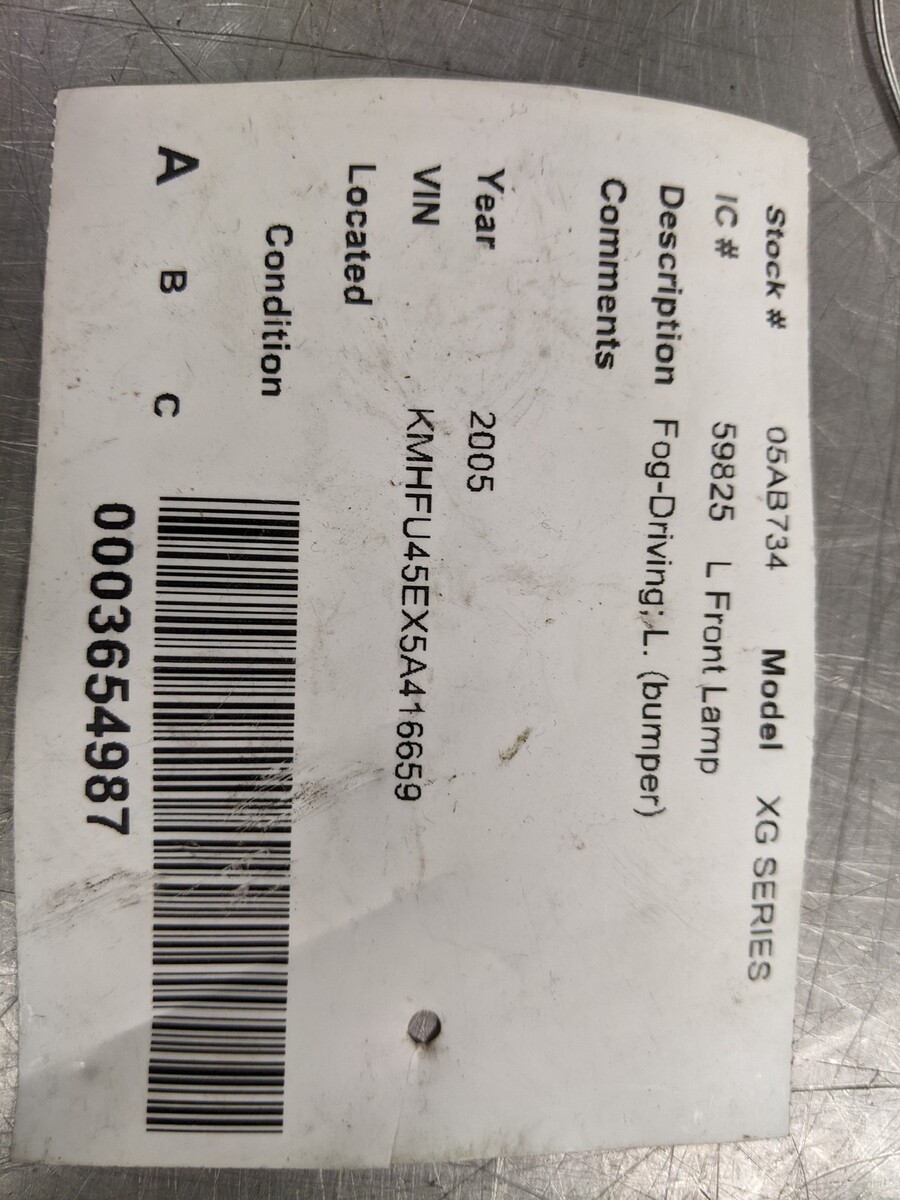 Stock # 05AB734 Model XG SERIES
IC # 59825 L Front Lamp
Description Fog-Driving; L. (bumper)
Comments
Year 2005
VIN KMHFU45EX5A416659
Located
Condition
A B C
0003654987